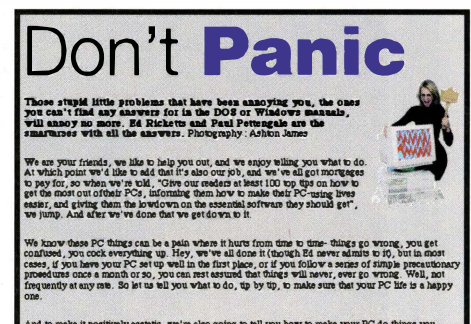 Don't Panic
Those stupid little problems that have been annoying you, the ones
you can't find any answers for in the DOS or Windows manuals,
will annoy no more. Ed Ricketts and Paul Pettengale are the
smartarses with all the answers. Photography : Ashton James
We are your friends, we like to help you out, and we enjoy telling you what to do.
At which point we'd like to add that it's also our job, and we've all got mortgages
to pay for, so when we're told, "Give our readers at least 100 top tips on how to
get the most out of their PCs, informing them how to make their PC-using lives
easier, and giving them the lowdown on the essential software they should get",
we jump. And after we've done that we get down to it.
We know these PC things can be a pain where it hurts from time to time- things go wrong, you get
confused, you cock everything up. Hey, we've all done it (though Ed never admits to it), but in most
cases, if you have your PC set up well in the first place, or if you follow a series of simple precautionary
procedures once a month or so, you can rest assured that things will never, ever go wrong. Well, not
frequently at any rate. So let us tell you what to do, tip by tip, to make sure that your PC life is a happy
one.
And to make it positively ecstatic, we're also going to tell you how to make your PC do things you